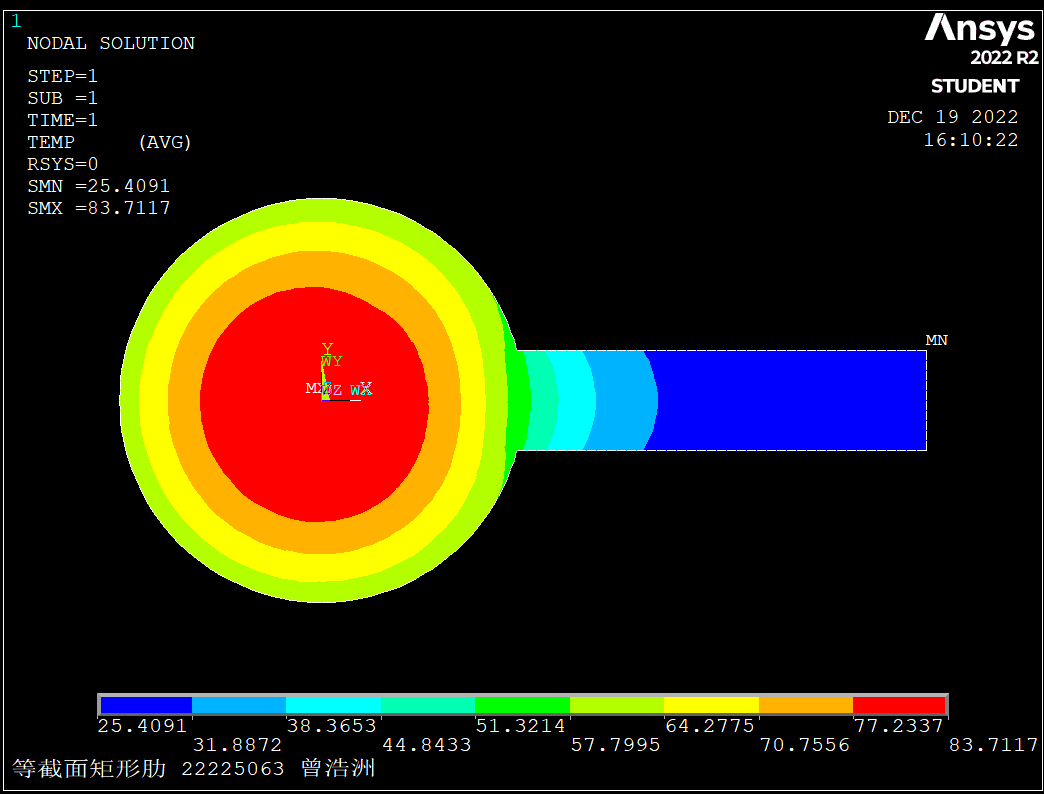 1
NODAL SOLUTION
STEP=1
SUB =1
TIME=1
TEMP (AVG)
RSYS=0
SMN =25.4091
SMX =83.7117
Ansys
2022 R2
STUDENT
DEC 19 2022
16:10:22
MN
Y
WY
WX
25.4091
31.8872
38.3653
44.8433
51.3214
57.7995
64.2775
70.7556
77.2337
83.7117
等截面矩形肋 22225063 曾浩洲